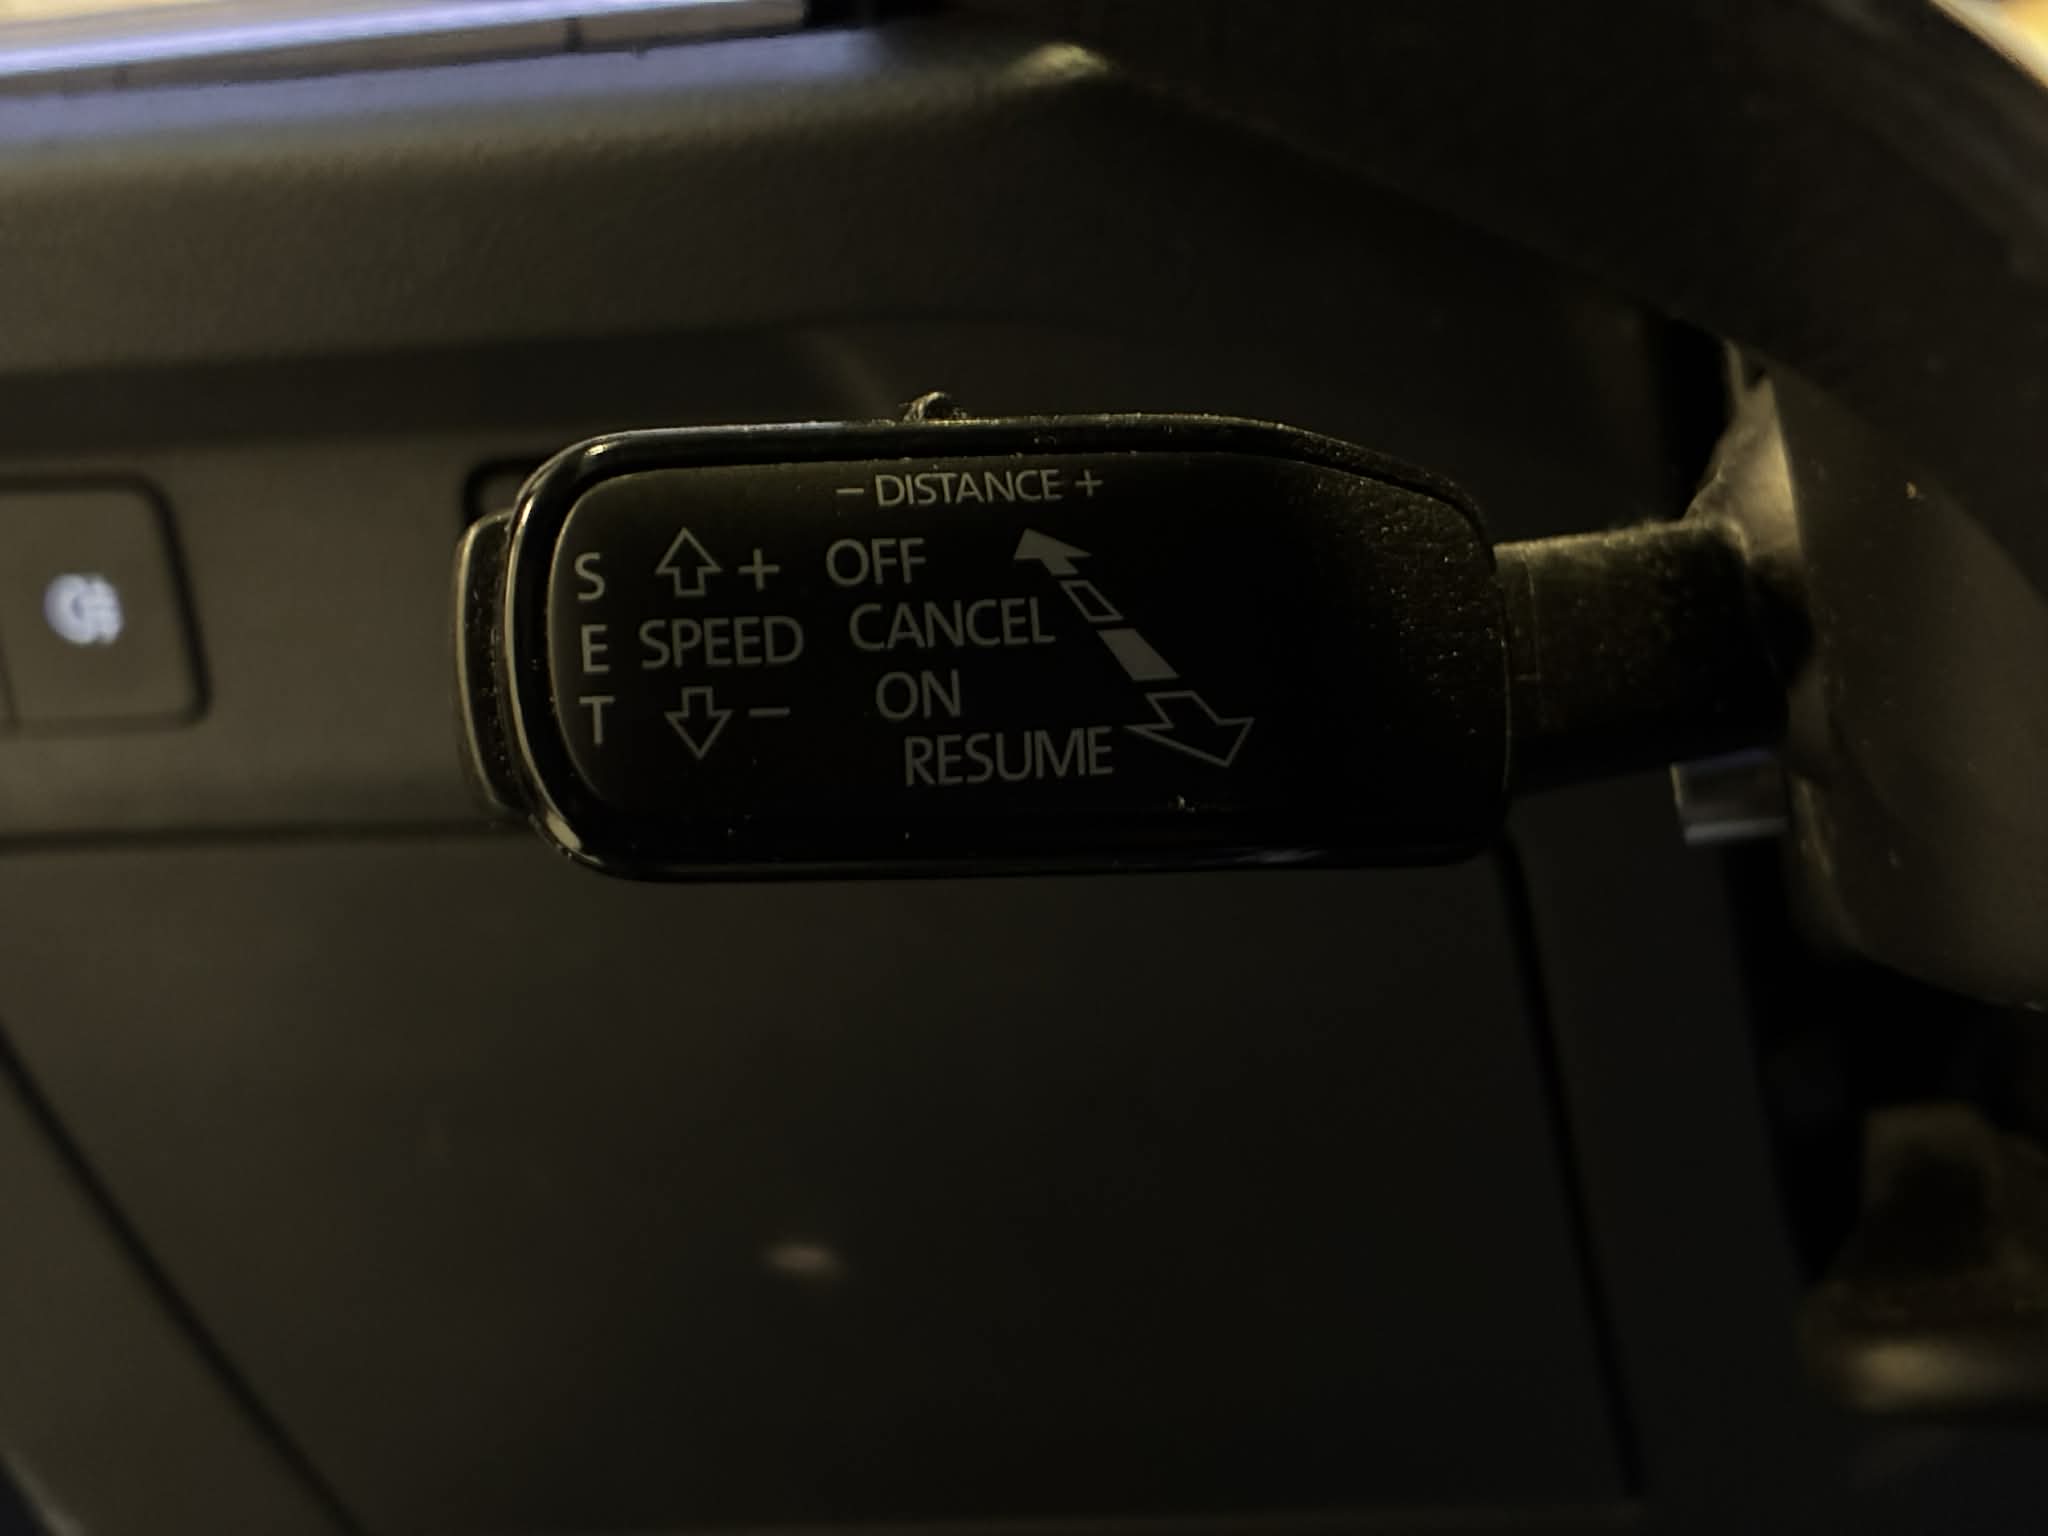 – DISTANCE +
S + OFF
E SPEED CANCEL
T – ON
RESUME